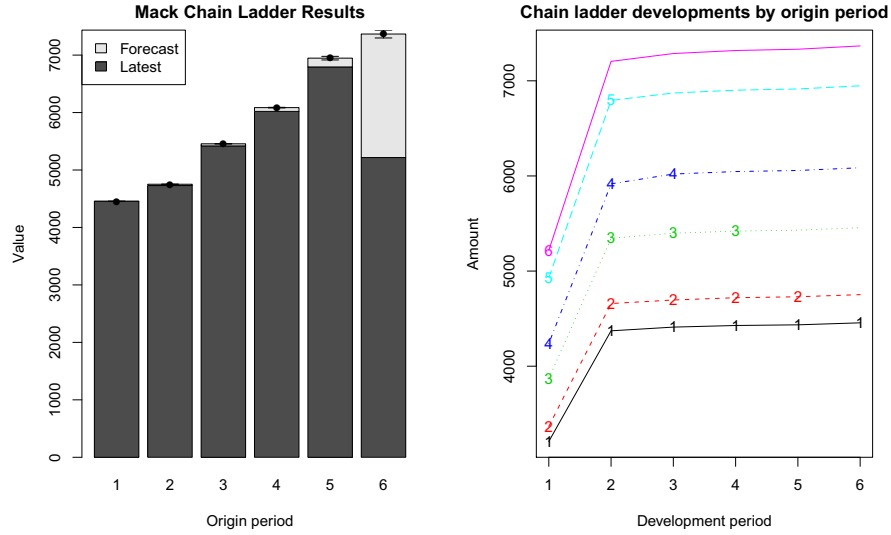 Mack Chain Ladder Results
Forecast
Latest
Value
0
1000
2000
3000
4000
5000
6000
7000
1 2 3 4 5 6
Origin period
Chain ladder developments by origin period
Amount
4000
5000
6000
7000
6
5 5
4 4 4
3 3 3 3
2 2 2 2 2
1 1 1 1 1 1
1 2 3 4 5 6
Development period